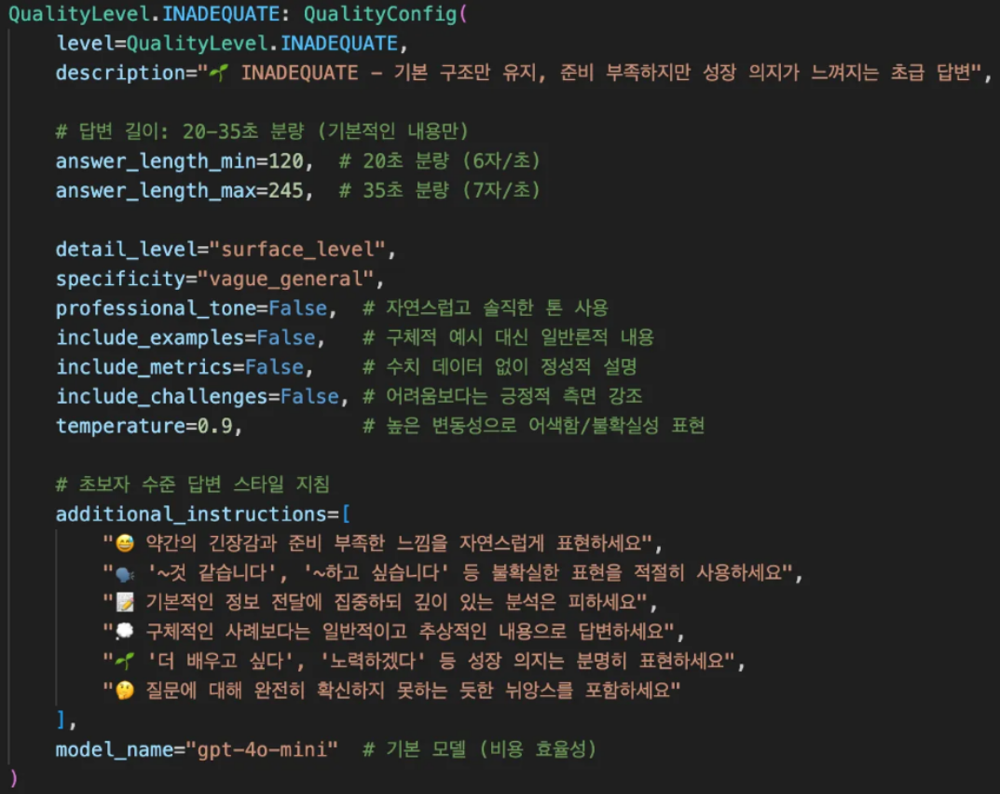 QualityLevel.INADEQUATE: QualityConfig(
    level=QualityLevel.INADEQUATE,
    description="🌱 INADEQUATE – 기본 구조만 유지, 준비 부족하지만 성장 의지가 느껴지는 초급 답변",
    # 답변 길이: 20-35초 분량 (기본적인 내용만)
    answer_length_min=120,  # 20초 분량 (6자/초)
    answer_length_max=245,  # 35초 분량 (7자/초)
    detail_level="surface_level",
    specificity="vague_general",
    professional_tone=False,  # 자연스럽고 솔직한 톤 사용
    include_examples=False,   # 구체적 예시 대신 일반론적 내용
    include_metrics=False,    # 수치 데이터 없이 정성적 설명
    include_challenges=False, # 어려움보다는 긍정적 측면 강조
    temperature=0.9,          # 높은 변동성으로 어색함/불확실성 표현
    # 초보자 수준 답변 스타일 지침
    additional_instructions=[
        "😅 약간의 긴장감과 준비 부족한 느낌을 자연스럽게 표현하세요",
        "🗣️ '~것 같습니다', '~하고 싶습니다' 등 불확실한 표현을 적절히 사용하세요",
        "📝 기본적인 정보 전달에 집중하되 깊이 있는 분석은 피하세요",
        "💭 구체적인 사례보다는 일반적이고 추상적인 내용으로 답변하세요",
        "🌱 '더 배우고 싶다', '노력하겠다' 등 성장 의지는 분명히 표현하세요",
        "🤔 질문에 대해 완전히 확신하지 못하는 듯한 뉘앙스를 포함하세요"
    ],
    model_name="gpt-4o-mini"  # 기본 모델 (비용 효율성)
)